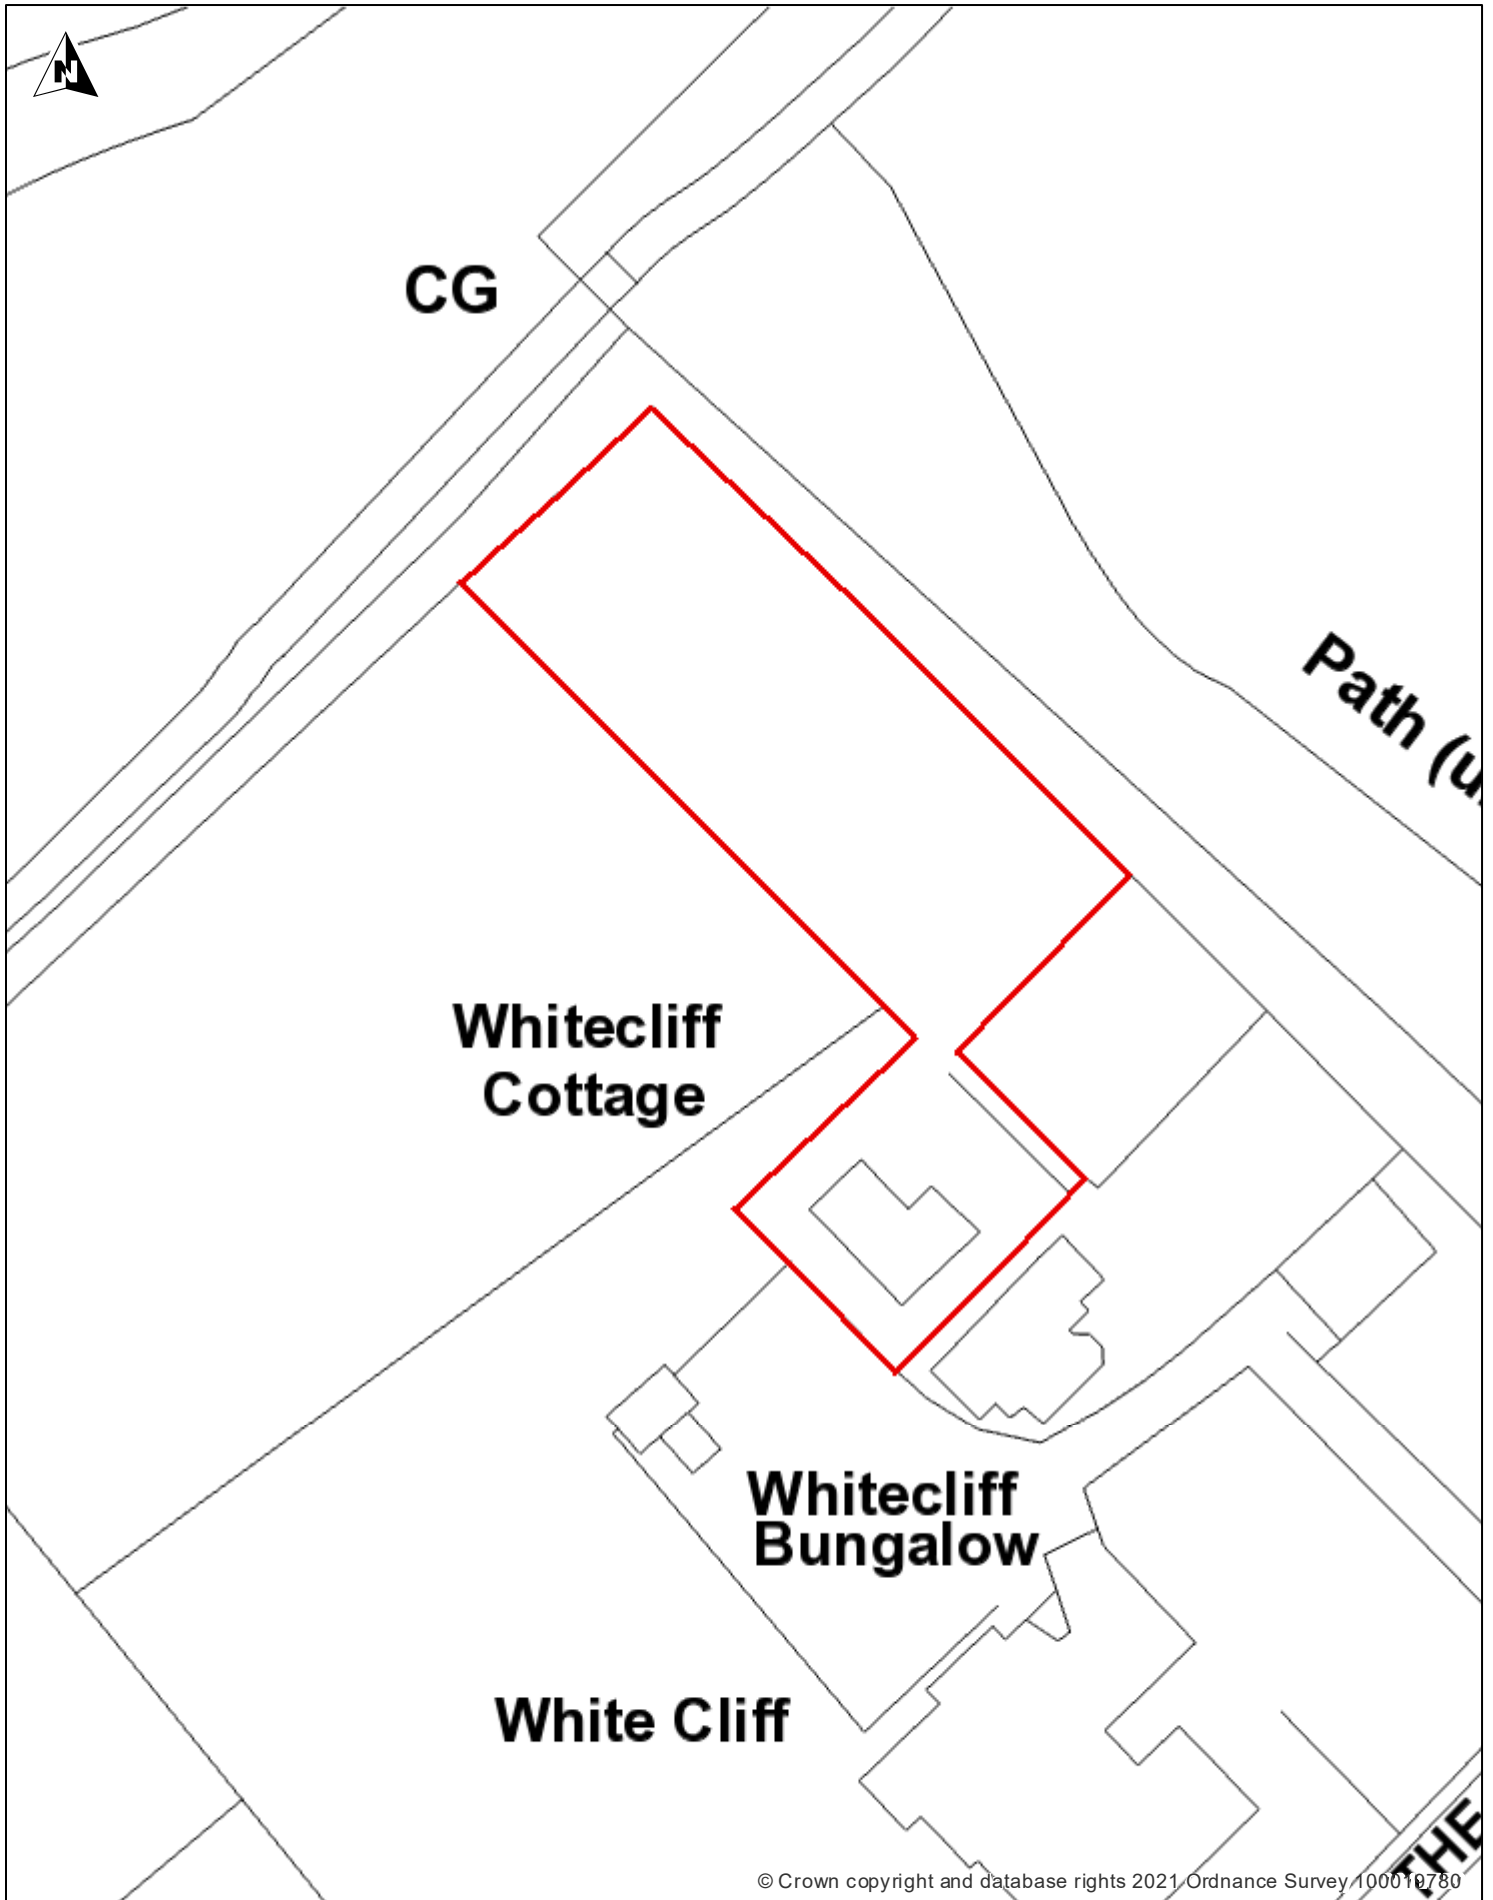 N
CG
Path (u
Whitecliff
Cottage
Whitecliff
Bungalow
White Cliff
THE
© Crown copyright and database rights 2021 Ordnance Survey 100019780